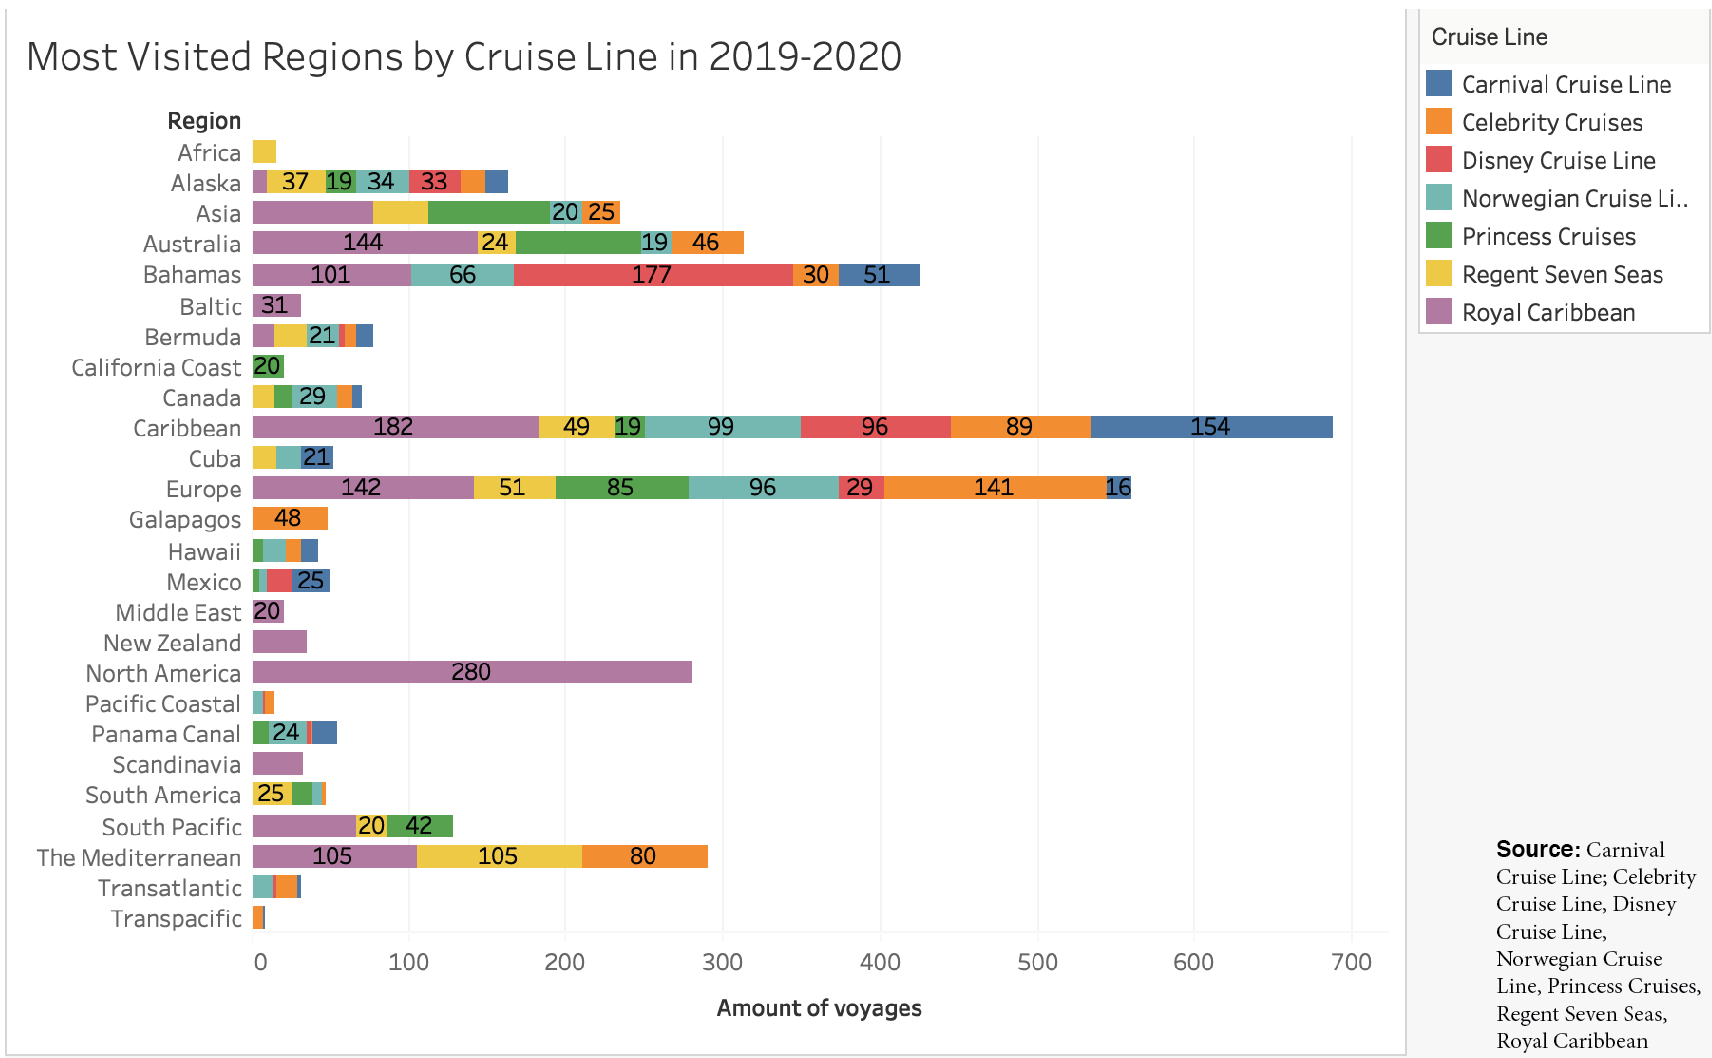 Most Visited Regions by Cruise Line in 2019-2020
Cruise Line
Carnival Cruise Line
Celebrity Cruises
Disney Cruise Line
Norwegian Cruise Li..
Princess Cruises
Regent Seven Seas
Royal Caribbean
Region
Africa
Alaska 37 19 34 33
Asia 20 25
Australia 144 24 19 46
Bahamas 101 66 177 30 51
Baltic 31
Bermuda 21
California Coast 20
Canada 29
Caribbean 182 49 19 99 96 89 154
Cuba 21
Europe 142 51 85 96 29 141 16
Galapagos 48
Hawaii
Mexico 25
Middle East 20
New Zealand
North America 280
Pacific Coastal
Panama Canal 24
Scandinavia
South America 25
South Pacific 20 42
The Mediterranean 105 105 80
Transatlantic
Transpacific
0 100 200 300 400 500 600 700
Amount of voyages
Source: Carnival
Cruise Line; Celebrity
Cruise Line, Disney
Cruise Line,
Norwegian Cruise
Line, Princess Cruises,
Regent Seven Seas,
Royal Caribbean